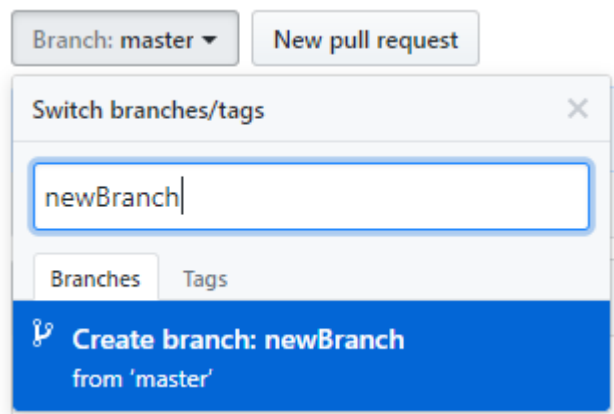 Branch: master New pull request
Switch branches/tags
newBranch
Branches Tags
Create branch: newBranch
from ‘master’